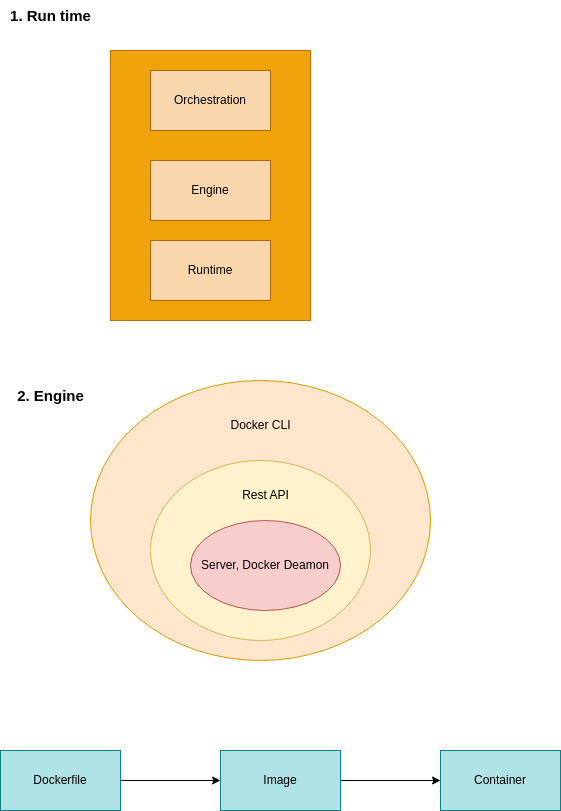 1. Run time
Orchestration
Engine
Runtime
2. Engine
Docker CLI
Rest API
Server, Docker Deamon
Dockerfile
Image
Container